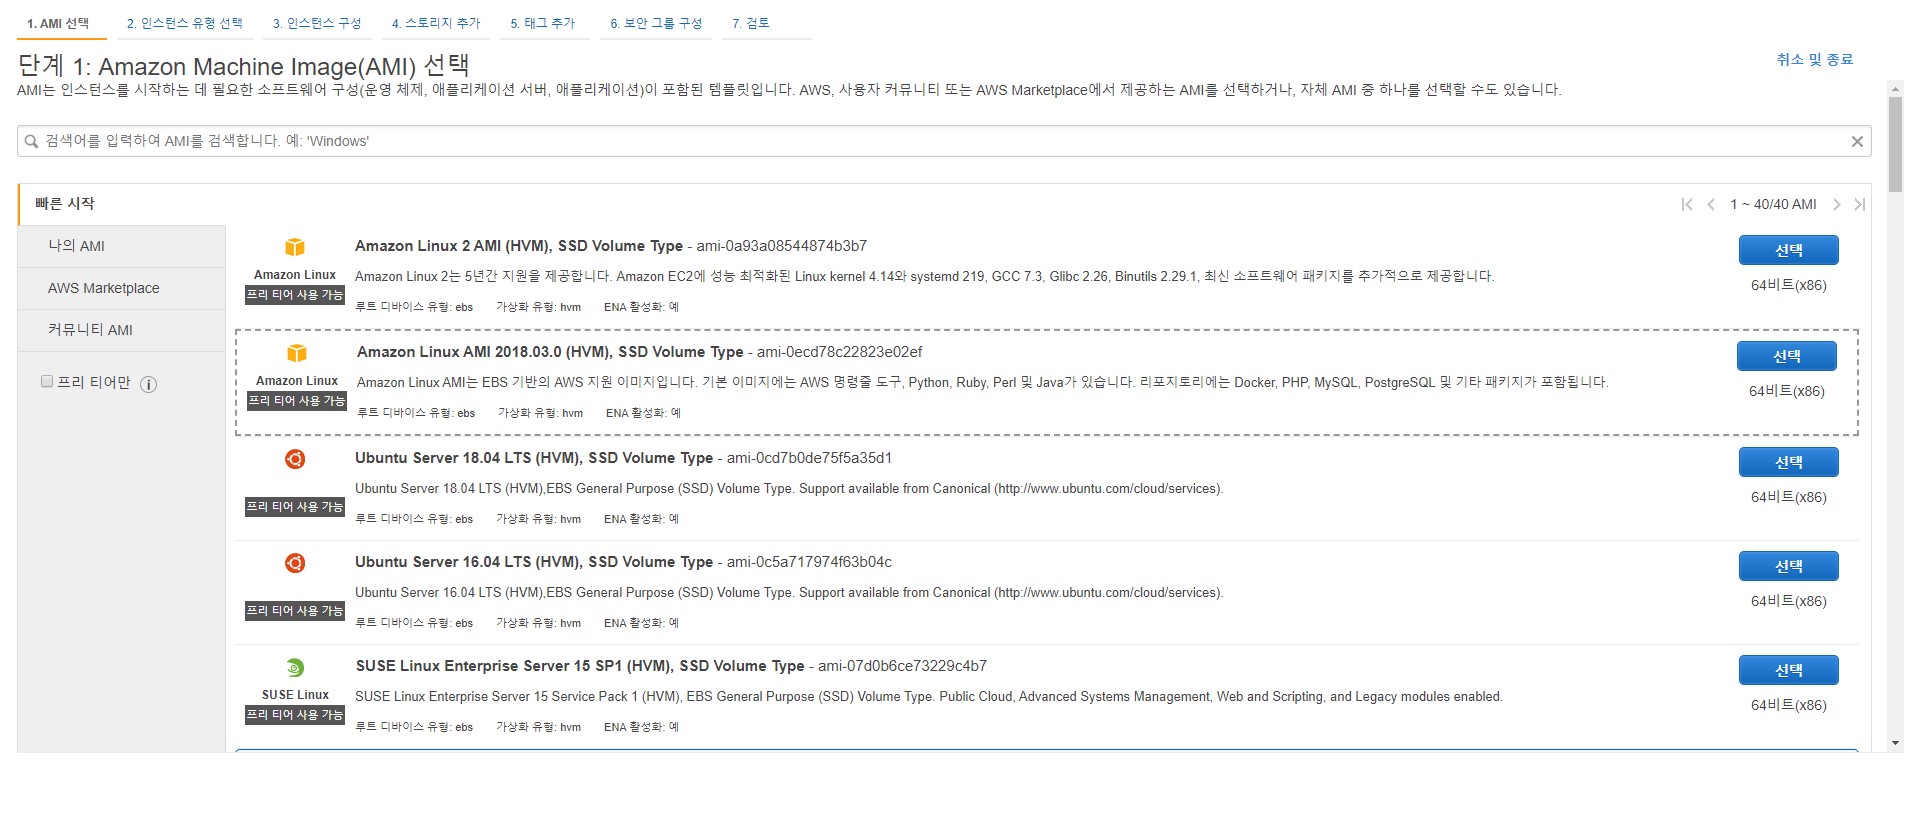 1. AMI 선택 2. 인스턴스 유형 선택 3. 인스턴스 구성 4. 스토리지 추가 5. 태그 추가 6. 보안 그룹 구성 7. 검토
단계 1: Amazon Machine Image(AMI) 선택
취소 및 종료
AMI는 인스턴스를 시작하는 데 필요한 소프트웨어 구성(운영 체제, 애플리케이션 서버, 애플리케이션)이 포함된 템플릿입니다. AWS, 사용자 커뮤니티 또는 AWS Marketplace에서 제공하는 AMI를 선택하거나, 자체 AMI 중 하나를 선택할 수도 있습니다.
검색어를 입력하여 AMI를 검색합니다. 예: 'Windows'
빠른 시작
1 ~ 40/40 AMI
나의 AMI
AWS Marketplace
커뮤니티 AMI
프리 티어만
Amazon Linux
프리 티어 사용 가능
Amazon Linux 2 AMI (HVM), SSD Volume Type - ami-0a93a08544874b3b7
Amazon Linux 2는 5년간 지원을 제공합니다. Amazon EC2에 성능 최적화된 Linux kernel 4.14와 systemd 219, GCC 7.3, Glibc 2.26, Binutils 2.29.1, 최신 소프트웨어 패키지를 추가적으로 제공합니다.
루트 디바이스 유형: ebs 가상화 유형: hvm ENA 활성화: 예
선택
64비트(x86)
Amazon Linux
프리 티어 사용 가능
Amazon Linux AMI 2018.03.0 (HVM), SSD Volume Type - ami-0ecd78c22823e02ef
Amazon Linux AMI는 EBS 기반의 AWS 지원 이미지입니다. 기본 이미지에는 AWS 명령줄 도구, Python, Ruby, Perl 및 Java가 있습니다. 리포지토리에는 Docker, PHP, MySQL, PostgreSQL 및 기타 패키지가 포함됩니다.
루트 디바이스 유형: ebs 가상화 유형: hvm ENA 활성화: 예
선택
64비트(x86)
프리 티어 사용 가능
Ubuntu Server 18.04 LTS (HVM), SSD Volume Type - ami-0cd7b0de75f5a35d1
Ubuntu Server 18.04 LTS (HVM),EBS General Purpose (SSD) Volume Type. Support available from Canonical (http://www.ubuntu.com/cloud/services).
루트 디바이스 유형: ebs 가상화 유형: hvm ENA 활성화: 예
선택
64비트(x86)
프리 티어 사용 가능
Ubuntu Server 16.04 LTS (HVM), SSD Volume Type - ami-0c5a717974f63b04c
Ubuntu Server 16.04 LTS (HVM),EBS General Purpose (SSD) Volume Type. Support available from Canonical (http://www.ubuntu.com/cloud/services).
루트 디바이스 유형: ebs 가상화 유형: hvm ENA 활성화: 예
선택
64비트(x86)
SUSE Linux
프리 티어 사용 가능
SUSE Linux Enterprise Server 15 SP1 (HVM), SSD Volume Type - ami-07d0b6ce73229c4b7
SUSE Linux Enterprise Server 15 Service Pack 1 (HVM), EBS General Purpose (SSD) Volume Type. Public Cloud, Advanced Systems Management, Web and Scripting, and Legacy modules enabled.
루트 디바이스 유형: ebs 가상화 유형: hvm ENA 활성화: 예
선택
64비트(x86)